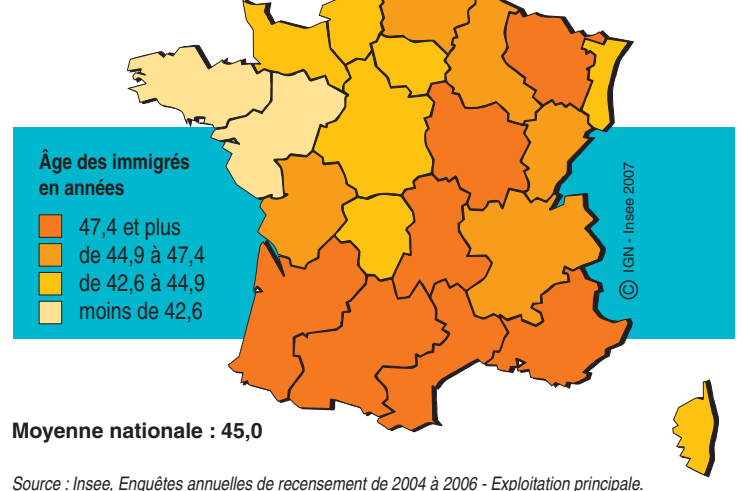 Âge des immigrés
en années
47,4 et plus
de 44,9 à 47,4
de 42,6 à 44,9
moins de 42,6
© IGN - Insee 2007
Moyenne nationale : 45,0
Source : Insee, Enquêtes annuelles de recensement de 2004 à 2006 - Exploitation principale.